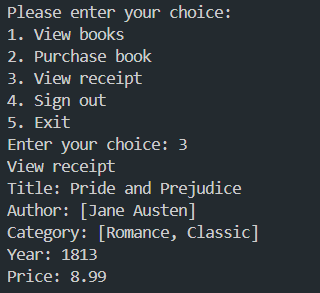 Please enter your choice:
1. View books
2. Purchase book
3. View receipt
4. Sign out
5. Exit
Enter your choice: 3
View receipt
Title: Pride and Prejudice
Author: [Jane Austen]
Category: [Romance, Classic]
Year: 1813
Price: 8.99